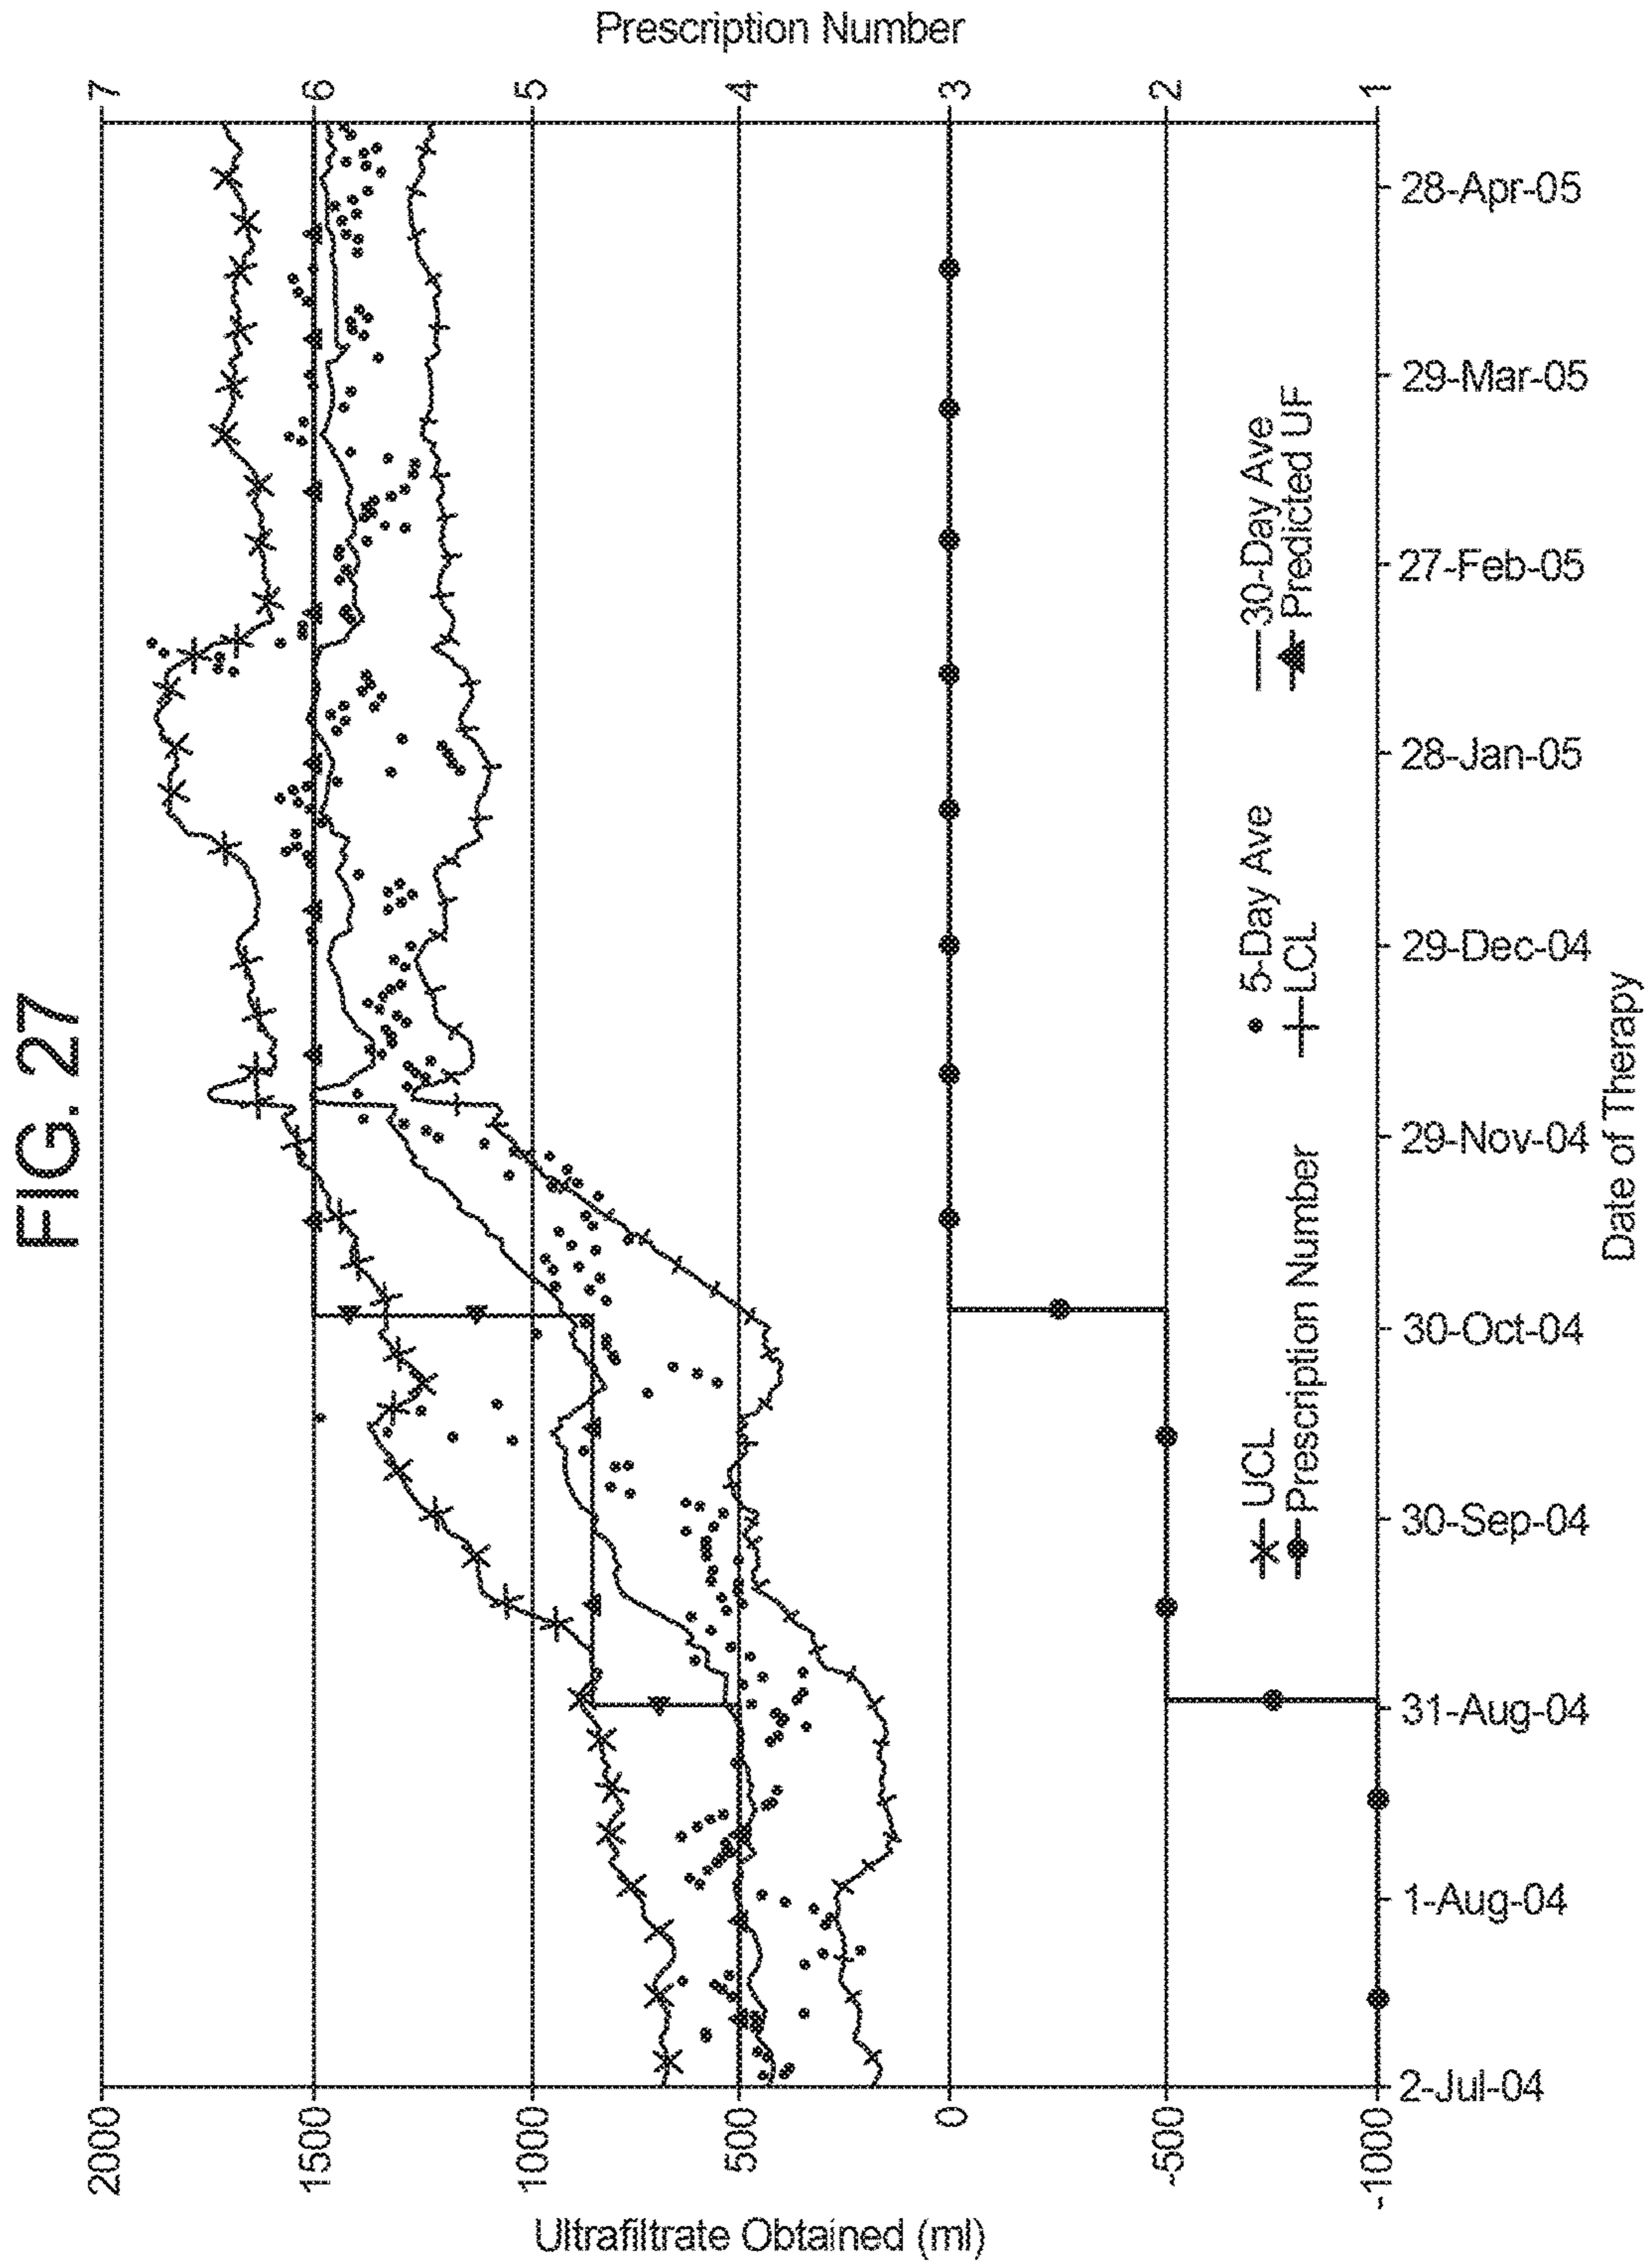 FIG. 27
Ultrafiltrate Obtained (ml)
2000
1500
1000
500
0
-500
-1000
Prescription Number
7
6
5
4
3
2
1
2-Jul-04
1-Aug-04
31-Aug-04
30-Sep-04
30-Oct-04
29-Nov-04
29-Dec-04
28-Jan-05
27-Feb-05
29-Mar-05
28-Apr-05
Date of Therapy
UCL
5-Day Ave
30-Day Ave
Prescription Number
LCL
Predicted UF